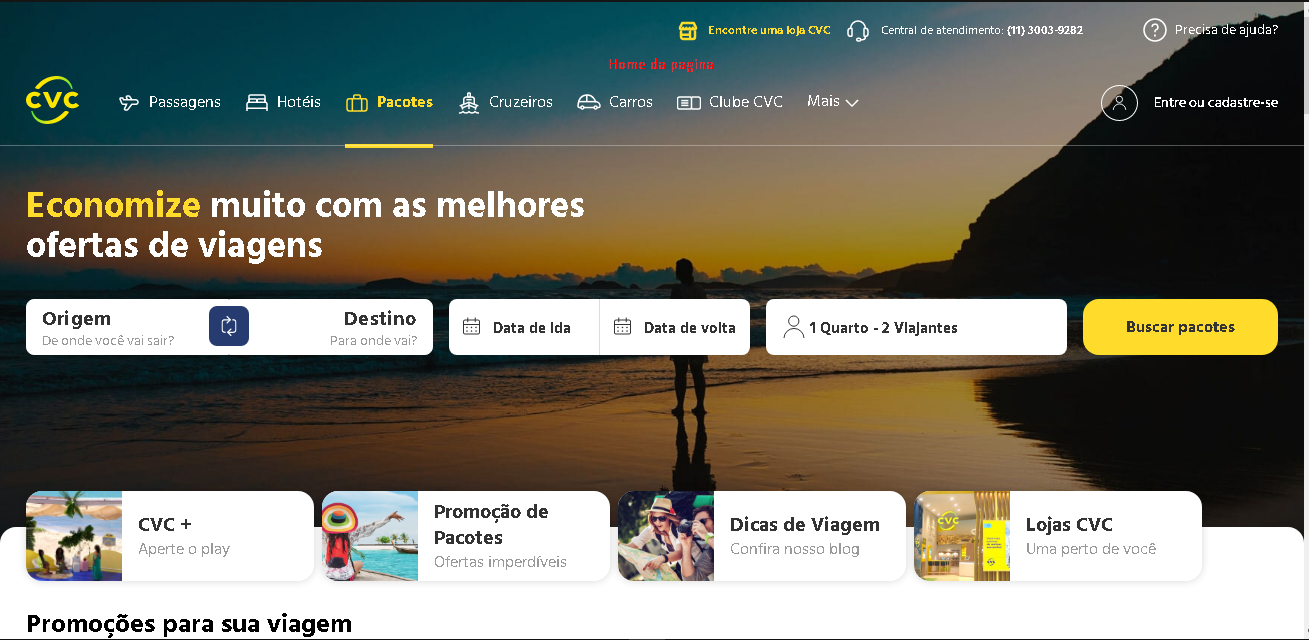 Encontre uma loja CVC
Central de atendimento: (11) 3003-9282
Precisa de ajuda?
Home da pagina
CVC
Passagens
Hotéis
Pacotes
Cruzeiros
Carros
Clube CVC
Mais
Entre ou cadastre-se
Economize muito com as melhores
ofertas de viagens
Origem
De onde você vai sair?
Destino
Para onde vai?
Data de Ida
Data de volta
1 Quarto - 2 Viajantes
Buscar pacotes
CVC +
Aperte o play
Promoção de
Pacotes
Ofertas imperdíveis
Dicas de Viagem
Confira nosso blog
CVC
Lojas CVC
Uma perto de você
Promoções para sua viagem